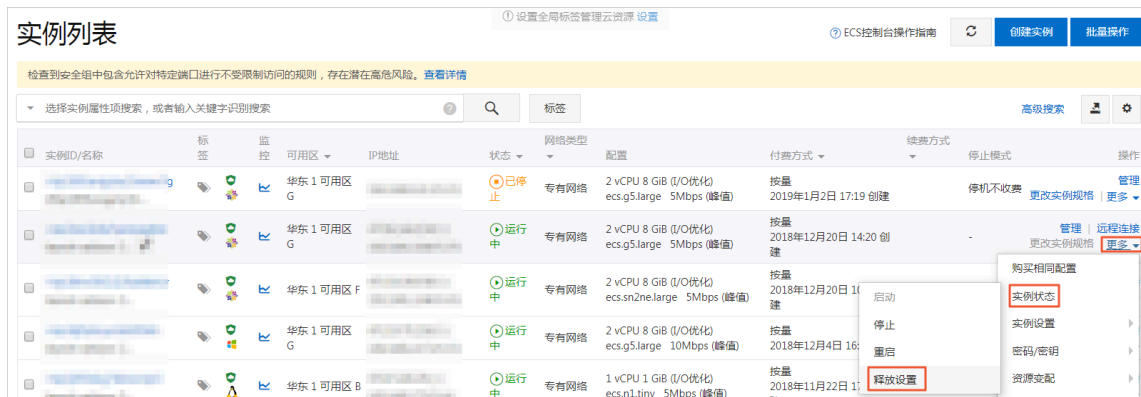 设置全局标签管理云资源 设置
实例列表
ECS控制台操作指南
创建实例
批量操作
检查到安全组中包含允许对特定端口进行不受限制访问的规则，存在潜在高危风险。查看详情
选择实例属性项搜索，或者输入关键字识别搜索
标签
高级搜索
实例ID/名称
标签
监控
可用区
IP地址
状态
网络类型
配置
付费方式
续费方式
停止模式
操作
华东 1 可用区
G
已停
止
专有网络
2 vCPU 8 GiB (I/O优化)
ecs.g5.large 5Mbps (峰值)
按量
2019年1月2日 17:19 创建
停机不收费
管理
更改实例规格 | 更多
华东 1 可用区
G
运行
中
专有网络
2 vCPU 8 GiB (I/O优化)
ecs.g5.large 5Mbps (峰值)
按量
2018年12月20日 14:20 创
建
-
管理 | 远程连接
更改实例规格 更多
华东 1 可用区 F
运行
中
专有网络
2 vCPU 8 GiB (I/O优化)
ecs.sn2ne.large 5Mbps (峰值)
按量
2018年12月20日 10
建
华东 1 可用区
G
运行
中
专有网络
2 vCPU 8 GiB (I/O优化)
ecs.g5.large 10Mbps (峰值)
按量
2018年12月4日 16:
华东 1 可用区 B
运行
中
专有网络
1 vCPU 1 GiB (I/O优化)
ecs.n1.tiny 5Mbps (峰值)
按量
2018年11月22日 17
启动
停止
重启
释放设置
购买相同配置
实例状态
实例设置
密码/密钥
资源变配